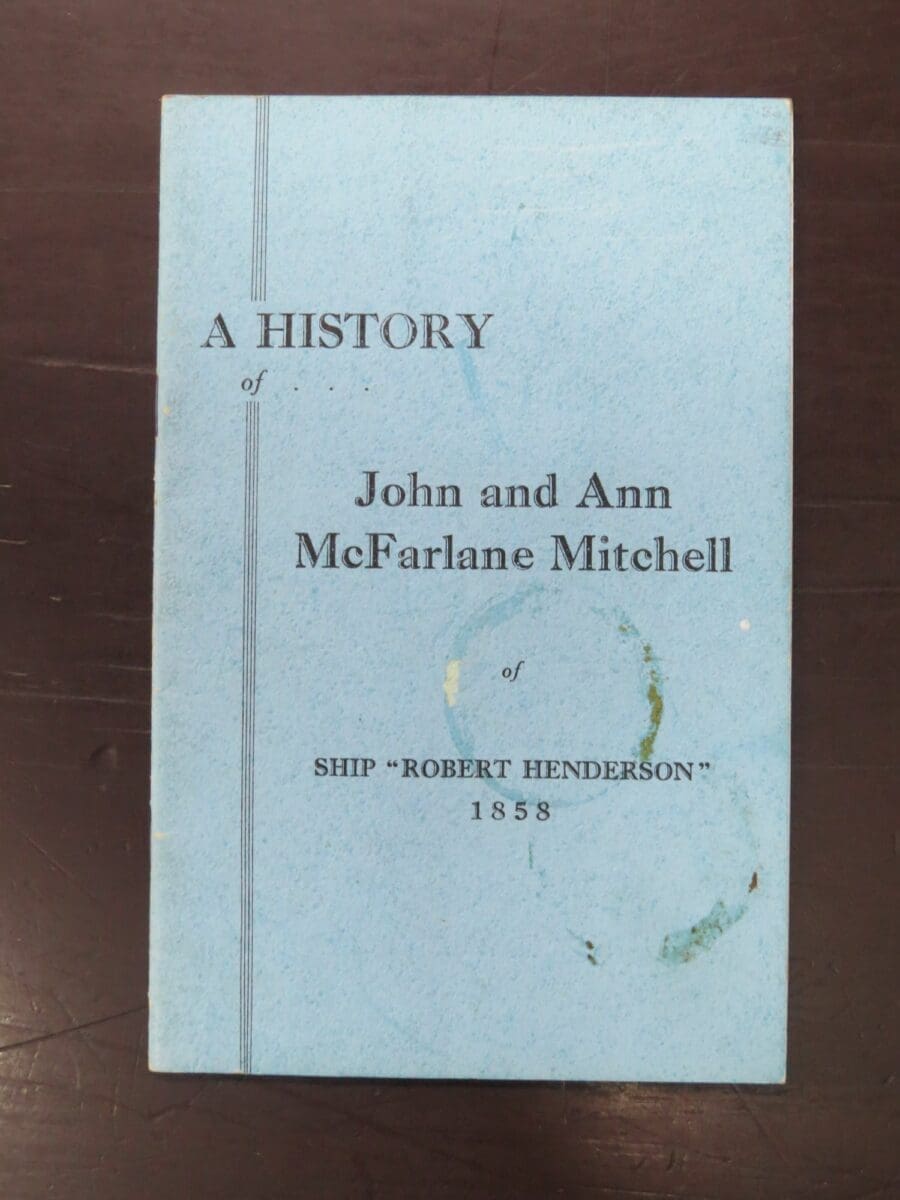 A HISTORY
of . . .
John and Ann
McFarlane Mitchell
of
SHIP “ROBERT HENDERSON”
1858